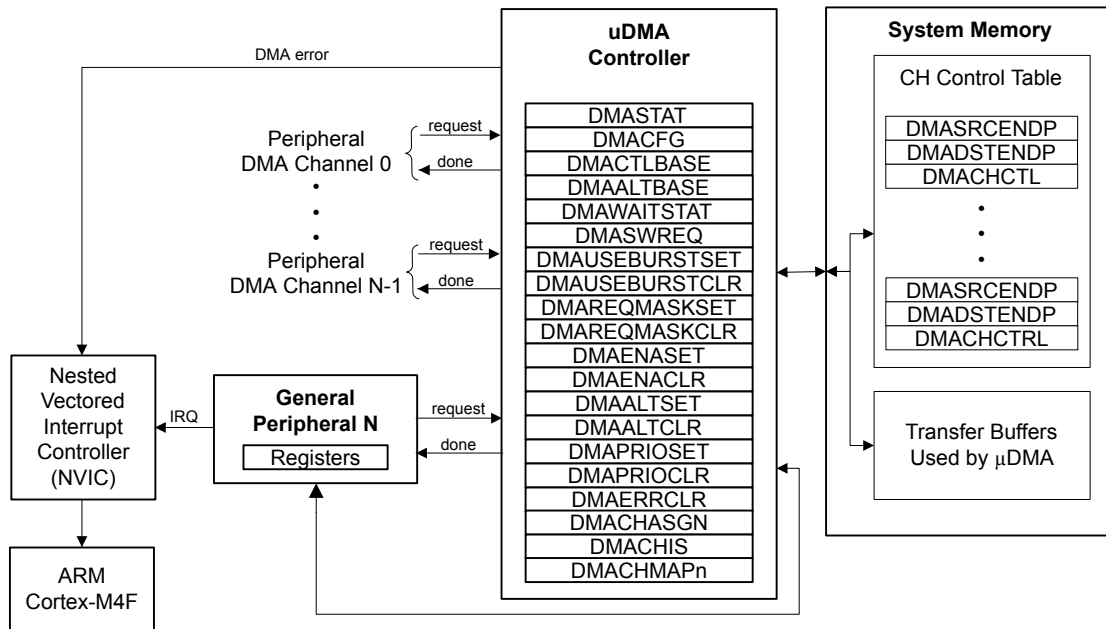 uDMA
Controller
System Memory
DMA error
CH Control Table
DMASTAT
DMACFG
DMACTLBASE
DMAALTBASE
DMAWAITSTAT
DMASWREQ
DMAUSEBURSTSET
DMAUSEBURSTCLR
DMAREQMASKSET
DMAREQMASKCLR
DMAENASET
DMAENACLR
DMAALTSET
DMAALTCLR
DMAPRIOSET
DMAPRIOCLR
DMAERRCLR
DMACHASGN
DMACHIS
DMACHMAPn
request
Peripheral
DMA Channel 0
done
•
•
•
request
Peripheral
DMA Channel N-1
done
DMASRCENDP
DMADSTENDP
DMACHCTL
•
•
•
DMASRCENDP
DMADSTENDP
DMACHCTRL
Transfer Buffers
Used by μDMA
Nested
Vectored
Interrupt
Controller
(NVIC)
IRQ
General
Peripheral N
Registers
request
done
ARM
Cortex-M4F